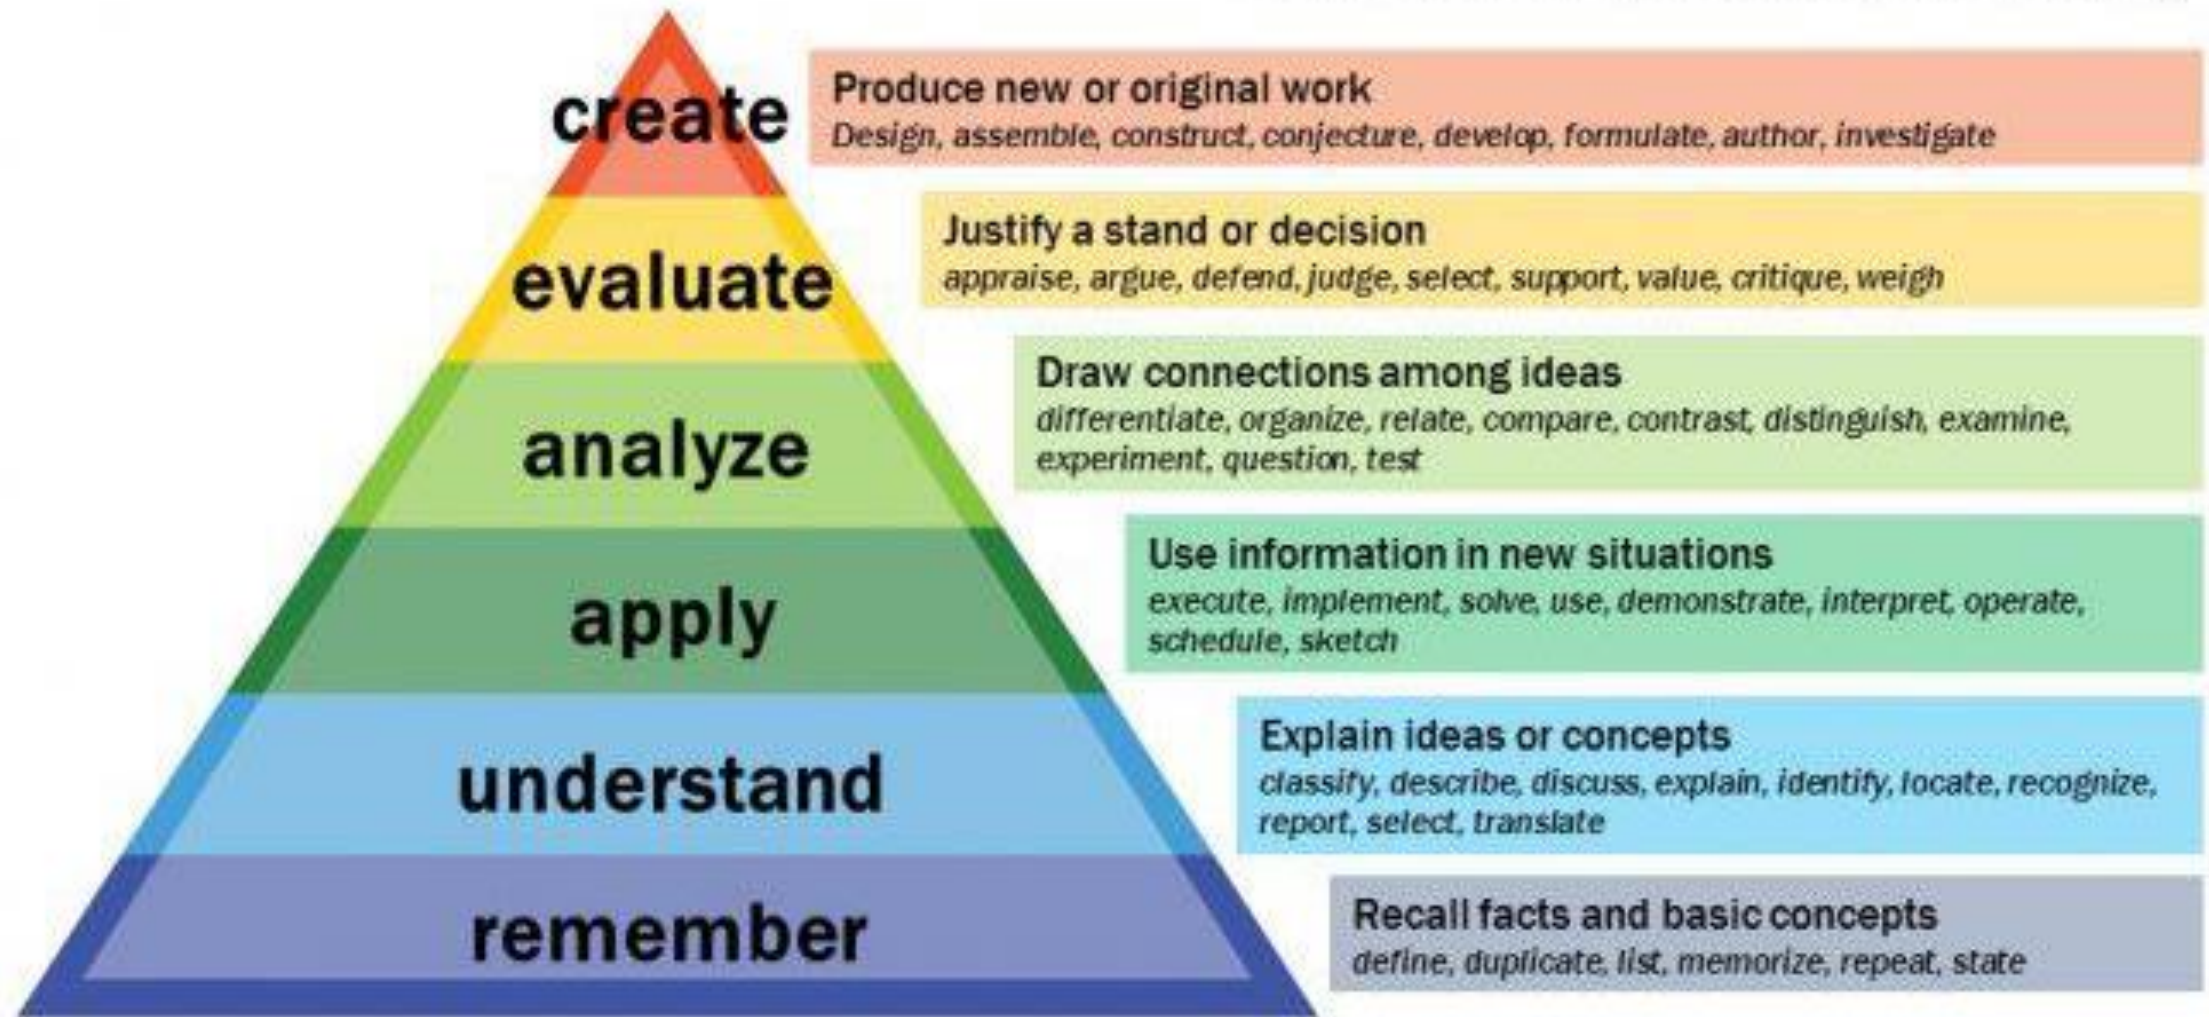 create
Produce new or original work
Design, assemble, construct, conjecture, develop, formulate, author, investigate
evaluate
Justify a stand or decision
appraise, argue, defend, judge, select, support, value, critique, weigh
analyze
Draw connections among ideas
differentiate, organize, relate, compare, contrast, distinguish, examine,
experiment, question, test
apply
Use information in new situations
execute, implement, solve, use, demonstrate, interpret, operate,
schedule, sketch
understand
Explain ideas or concepts
classify, describe, discuss, explain, identify, locate, recognize,
report, select, translate
remember
Recall facts and basic concepts
define, duplicate, list, memorize, repeat, state